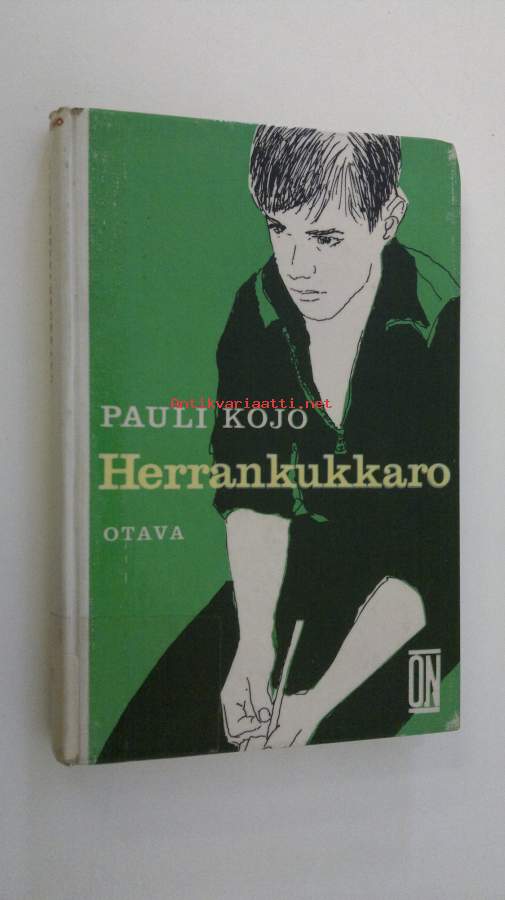 PAULI KOJO
Antikvariaatti.net
Herrankukkaro
OTAVA
ON